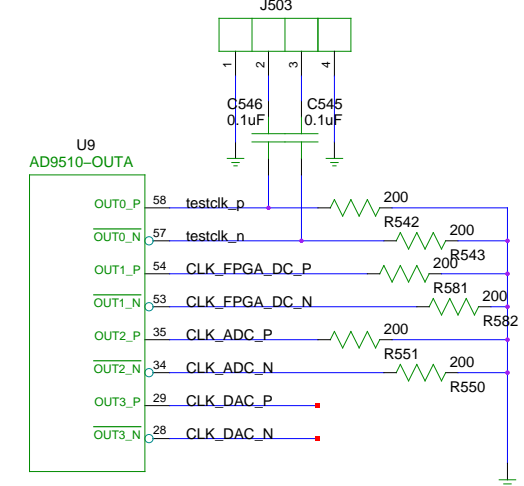 J503
1 2 3 4
C546 C545
0.1uF 0.1uF
U9
AD9510-OUTA
OUT0_P 58 testclk_p 200
R542
OUT0_N 57 testclk_n 200
R543
OUT1_P 54 CLK_FPGA_DC_P 200
R581
OUT1_N 53 CLK_FPGA_DC_N 200
R582
OUT2_P 35 CLK_ADC_P 200
R551
OUT2_N 34 CLK_ADC_N 200
R550
OUT3_P 29 CLK_DAC_P
OUT3_N 28 CLK_DAC_N